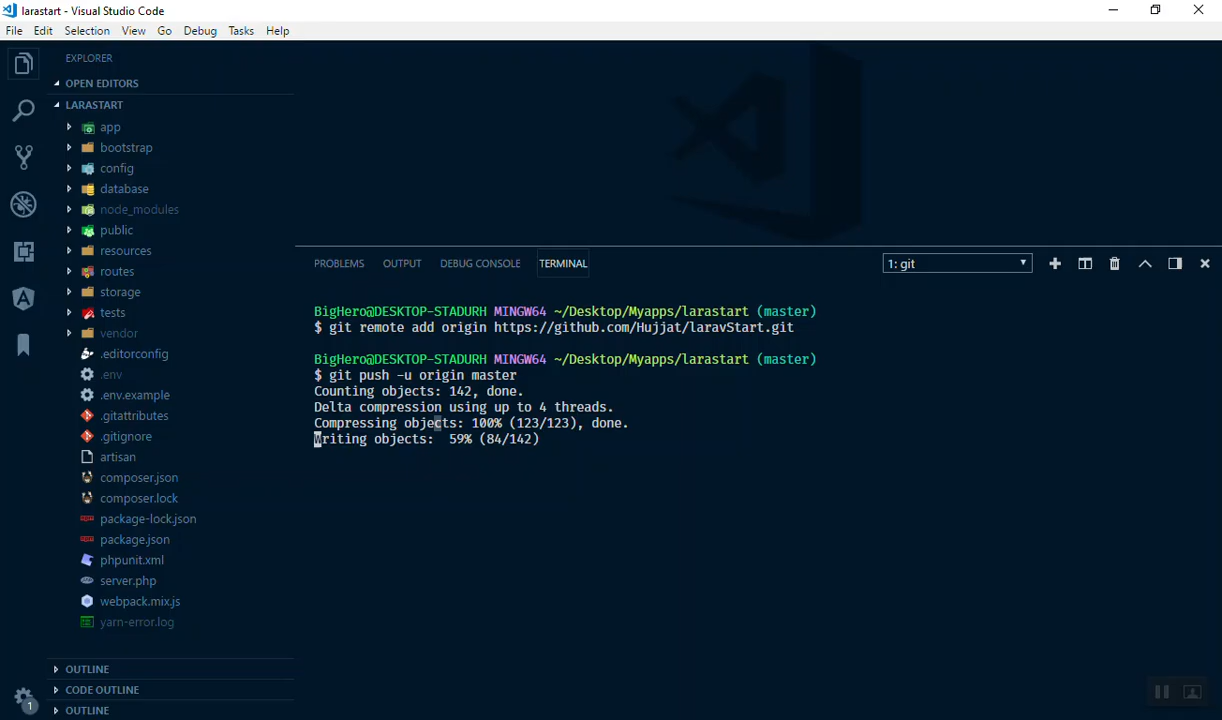 larastart - Visual Studio Code
File Edit Selection View Go Debug Tasks Help
EXPLORER
OPEN EDITORS
LARASTART
app
bootstrap
config
database
node_modules
public
resources
routes
storage
tests
vendor
.editorconfig
.env
.env.example
.gitattributes
.gitignore
artisan
composer.json
composer.lock
package-lock.json
package.json
phpunit.xml
server.php
webpack.mix.js
yarn-error.log
OUTLINE
CODE OUTLINE
OUTLINE
1
PROBLEMS OUTPUT DEBUG CONSOLE TERMINAL 1: git
BigHero@DESKTOP-STADURH MINGW64 ~/Desktop/Myapps/larastart (master)
$ git remote add origin https://github.com/Hujjat/laravStart.git
BigHero@DESKTOP-STADURH MINGW64 ~/Desktop/Myapps/larastart (master)
$ git push -u origin master
Counting objects: 142, done.
Delta compression using up to 4 threads.
Compressing objects: 100% (123/123), done.
Writing objects:  59% (84/142)